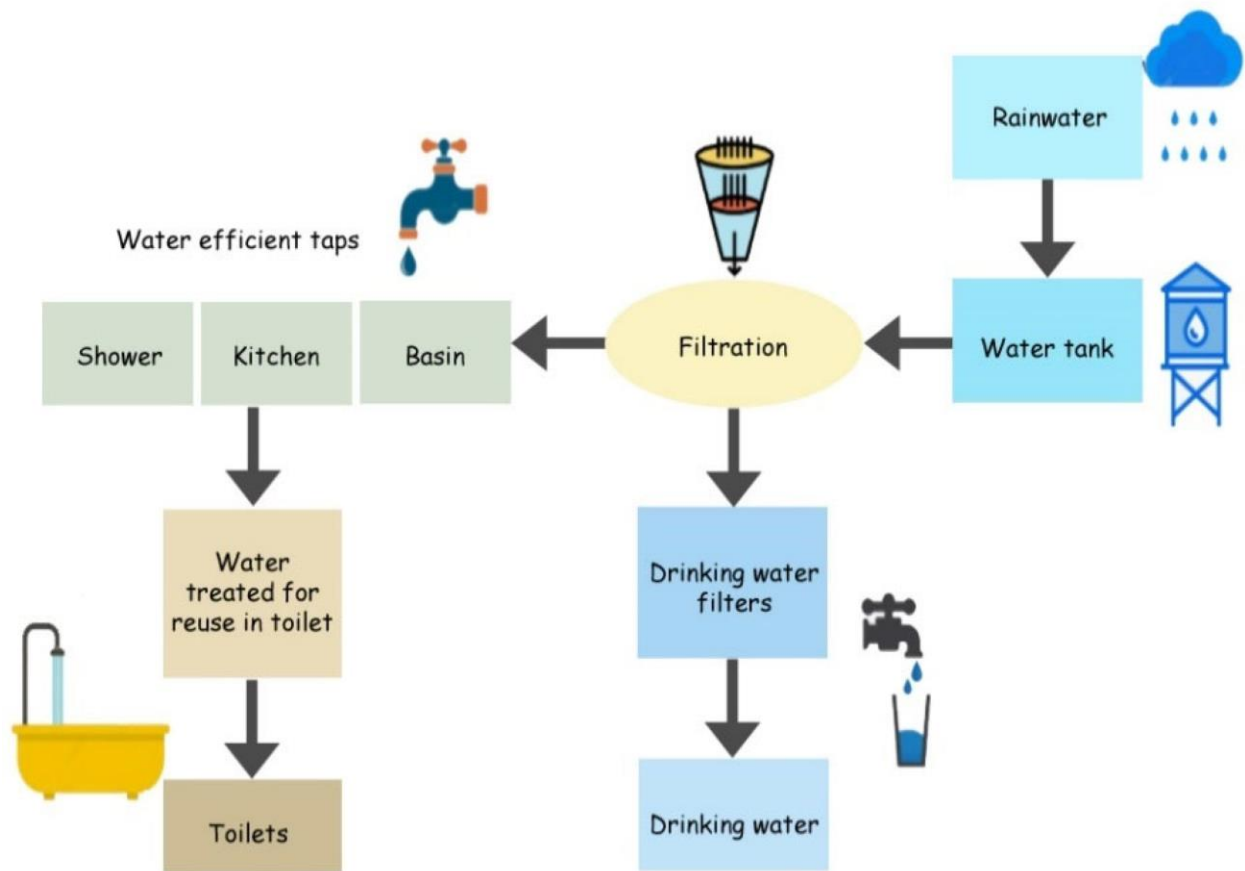 Rainwater
Water efficient taps
Shower
Kitchen
Basin
Filtration
Water tank
Water
treated for
reuse in toilet
Drinking water
filters
Toilets
Drinking water